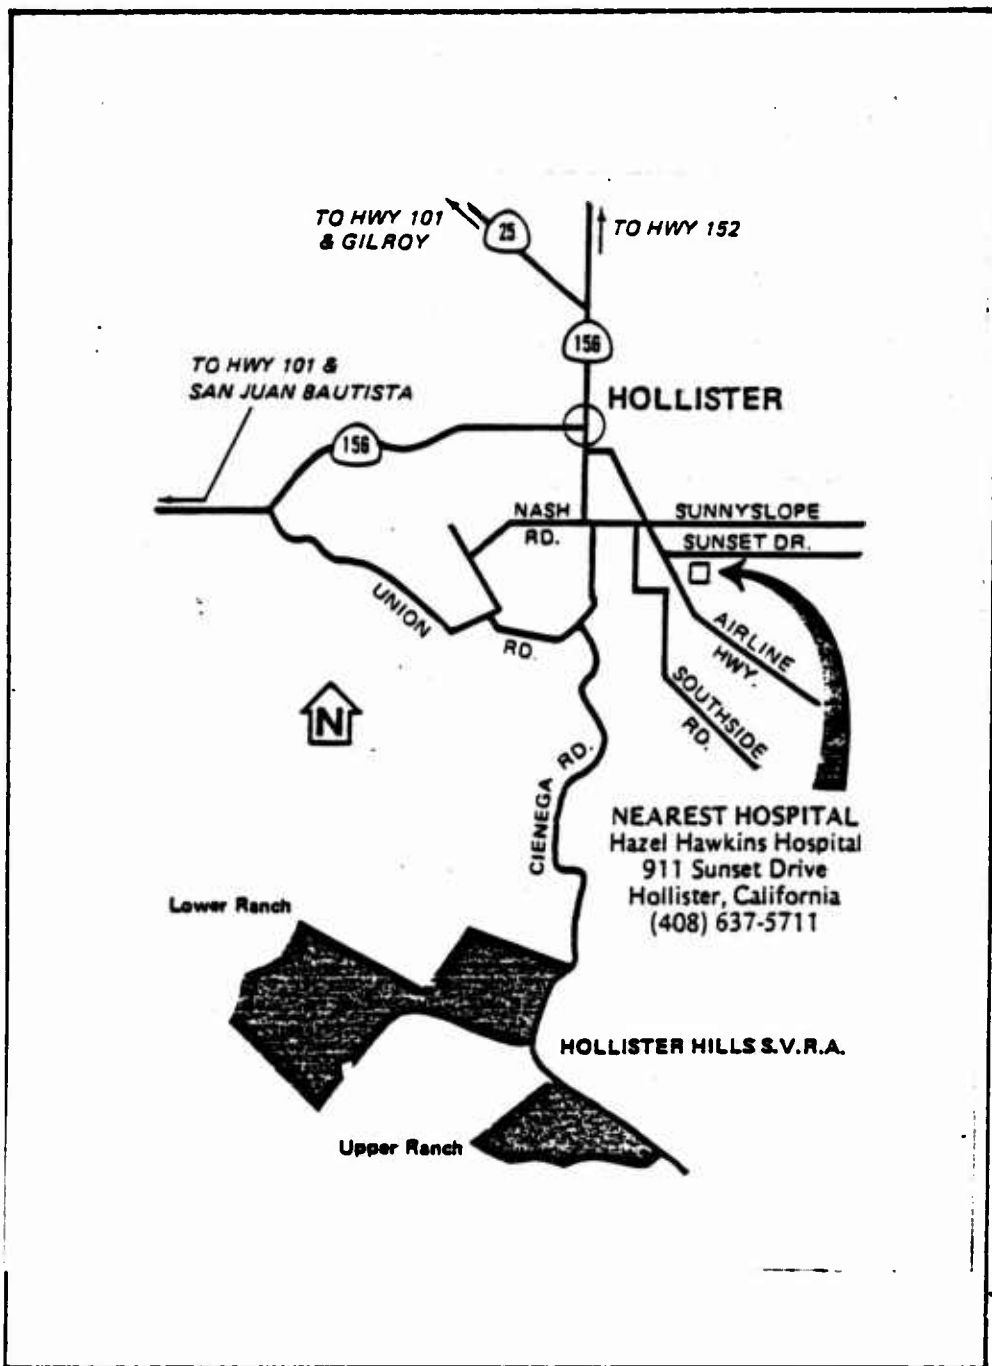 TO HWY 101
& GILROY
25
TO HWY 152
156
TO HWY 101 &
SAN JUAN BAUTISTA
HOLLISTER
156
NASH
RD.
SUNNYSLOPE
SUNSET DR.
UNION
RD.
AIRLINE
HWY.
SOUTHSIDE
RD.
N
CIENEGA RD.
NEAREST HOSPITAL
Hazel Hawkins Hospital
911 Sunset Drive
Hollister, California
(408) 637-5711
Lower Ranch
HOLLISTER HILLS S.V.R.A.
Upper Ranch